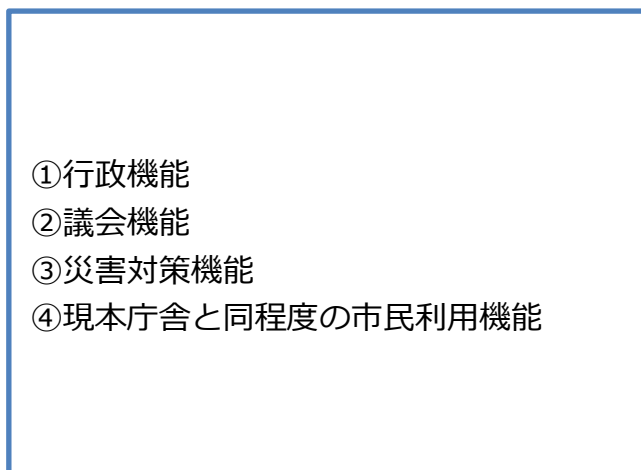 ①行政機能
②議会機能
③災害対策機能
④現本庁舎と同程度の市民利用機能